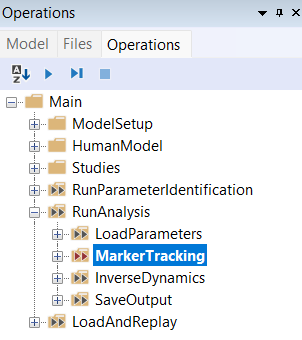 Operations
Model Files Operations
Main
ModelSetup
HumanModel
Studies
RunParameterIdentification
RunAnalysis
LoadParameters
MarkerTracking
InverseDynamics
SaveOutput
LoadAndReplay